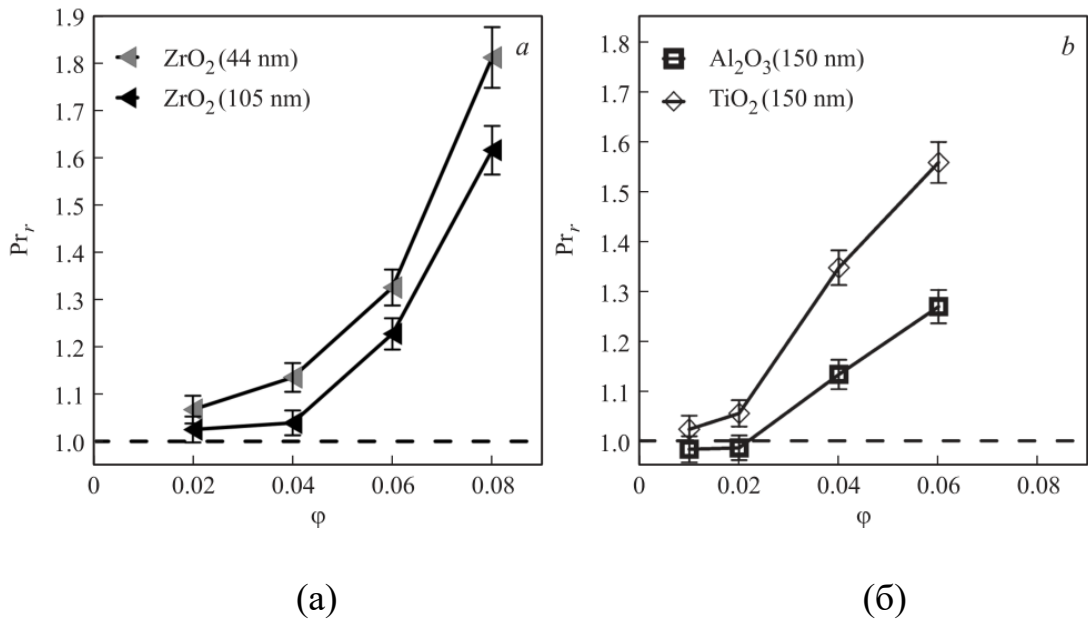 1.9
1.8
1.7
1.6
1.5
1.4
1.3
1.2
1.1
1.0
Pr_r
a
ZrO₂ (44 nm)
ZrO₂ (105 nm)
0 0.02 0.04 0.06 0.08
φ
(а)
1.8
1.7
1.6
1.5
1.4
1.3
1.2
1.1
1.0
Pr_r
b
Al₂O₃(150 nm)
TiO₂ (150 nm)
0 0.02 0.04 0.06 0.08
φ
(б)